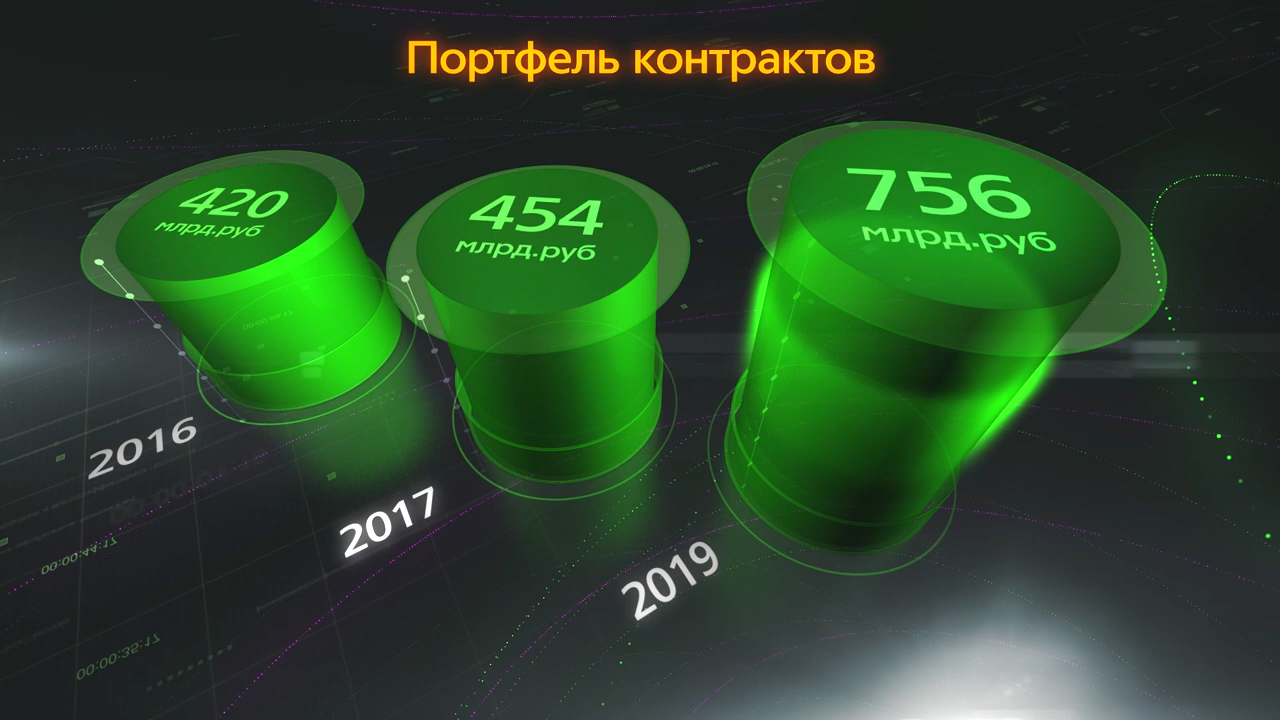 Портфель контрактов
420
млрд.руб
454
млрд.руб
756
млрд.руб
2016
2017
2019
00:00:44:17
00:00:35:17